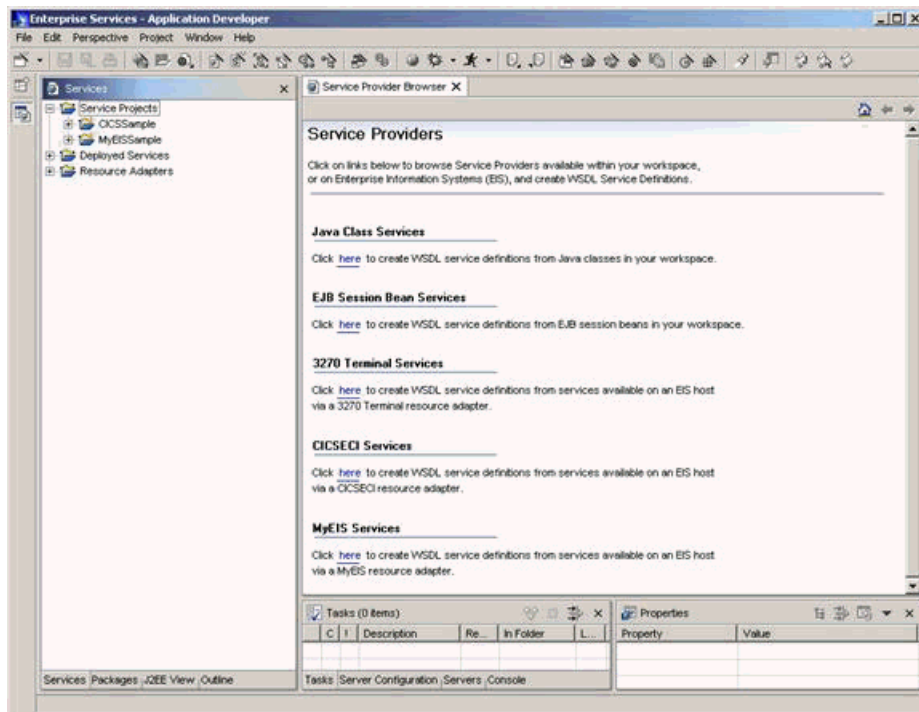 Enterprise Services - Application Developer
File Edit Perspective Project Window Help
Services
Service Projects
CICSSample
MyEISSample
Deployed Services
Resource Adapters
Services Packages J2EE View Outline
Service Provider Browser
Service Providers
Click on links below to browse Service Providers available within your workspace,
or on Enterprise Information Systems (EIS), and create WSDL Service Definitions.
Java Class Services
Click here to create WSDL service definitions from Java classes in your workspace.
EJB Session Bean Services
Click here to create WSDL service definitions from EJB session beans in your workspace.
3270 Terminal Services
Click here to create WSDL service definitions from services available on an EIS host
via a 3270 Terminal resource adapter.
CICSECI Services
Click here to create WSDL service definitions from services available on an EIS host
via a CICSECI resource adapter.
MyEIS Services
Click here to create WSDL service definitions from services available on an EIS host
via a MyEIS resource adapter.
Tasks (0 items)
C ! Description Re... In Folder L...
Tasks Server Configuration Servers Console
Properties
Property Value